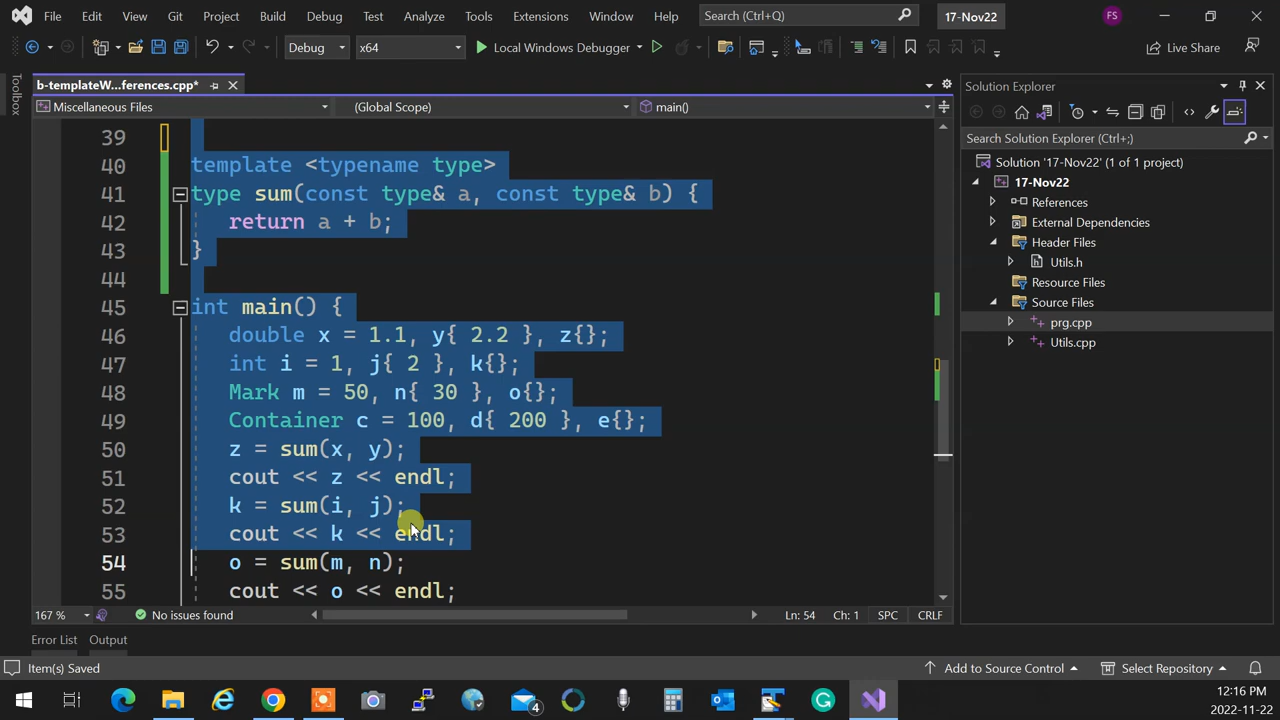 File Edit View Git Project Build Debug Test Analyze Tools Extensions Window Help Search (Ctrl+Q) 17-Nov22 FS
Debug x64 Local Windows Debugger Live Share
Toolbox
b-templateW...ferences.cpp*
Miscellaneous Files (Global Scope) main()
39
40 template <typename type>
41 type sum(const type& a, const type& b) {
42 return a + b;
43 }
44
45 int main() {
46 double x = 1.1, y{ 2.2 }, z{};
47 int i = 1, j{ 2 }, k{};
48 Mark m = 50, n{ 30 }, o{};
49 Container c = 100, d{ 200 }, e{};
50 z = sum(x, y);
51 cout << z << endl;
52 k = sum(i, j);
53 cout << k << endl;
54 o = sum(m, n);
55 cout << o << endl;
167 % No issues found Ln: 54 Ch: 1 SPC CRLF
Solution Explorer
Search Solution Explorer (Ctrl+;)
Solution '17-Nov22' (1 of 1 project)
17-Nov22
References
External Dependencies
Header Files
Utils.h
Resource Files
Source Files
prg.cpp
Utils.cpp
Error List Output
Item(s) Saved Add to Source Control Select Repository
4
12:16 PM
2022-11-22